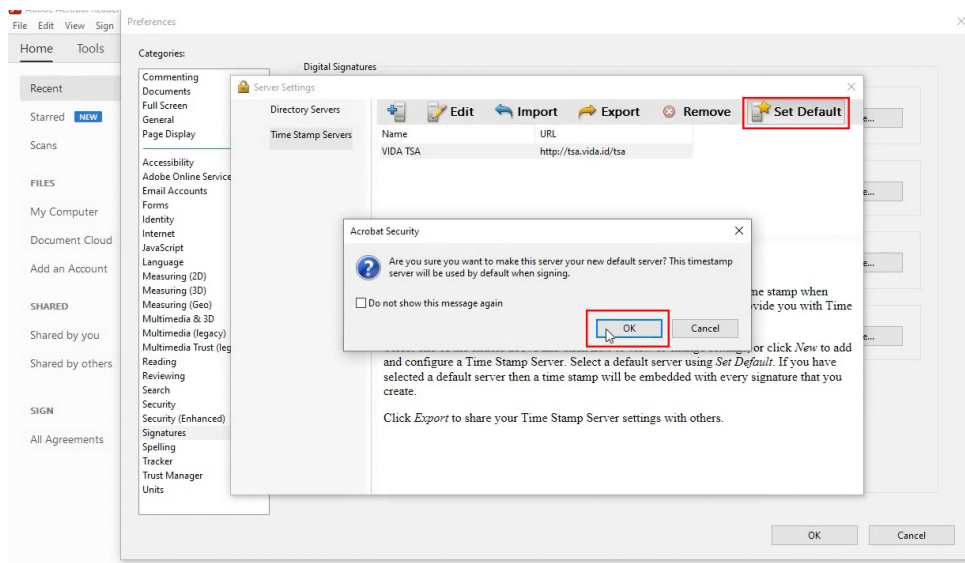 Adobe Acrobat Reader
File Edit View Sign
Preferences
Home Tools
Recent
Starred NEW
Scans
FILES
My Computer
Document Cloud
Add an Account
SHARED
Shared by you
Shared by others
SIGN
All Agreements
Categories:
Commenting
Documents
Full Screen
General
Page Display
Accessibility
Adobe Online Service
Email Accounts
Forms
Identity
Internet
JavaScript
Language
Measuring (2D)
Measuring (3D)
Measuring (Geo)
Multimedia & 3D
Multimedia (legacy)
Multimedia Trust (leg
Reading
Reviewing
Search
Security
Security (Enhanced)
Signatures
Spelling
Tracker
Trust Manager
Units
Digital Signatures
Server Settings
Directory Servers
Time Stamp Servers
Edit Import Export Remove Set Default
Name URL
VIDA TSA http://tsa.vida.id/tsa
e...
e...
e...
e...
Acrobat Security
Are you sure you want to make this server your new default server? This timestamp
server will be used by default when signing.
Do not show this message again
OK Cancel
me stamp when
vide you with Time
, or click New to add
and configure a Time Stamp Server. Select a default server using Set Default. If you have
selected a default server then a time stamp will be embedded with every signature that you
create.
Click Export to share your Time Stamp Server settings with others.
OK Cancel